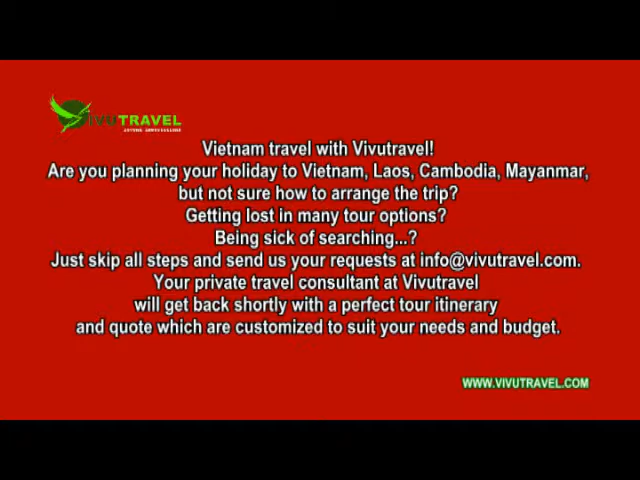 VIVUTRAVEL
Vietnam travel with Vivutravel!
Are you planning your holiday to Vietnam, Laos, Cambodia, Mayanmar,
but not sure how to arrange the trip?
Getting lost in many tour options?
Being sick of searching...?
Just skip all steps and send us your requests at info@vivutravel.com.
Your private travel consultant at Vivutravel
will get back shortly with a perfect tour itinerary
and quote which are customized to suit your needs and budget.
WWW.VIVUTRAVEL.COM